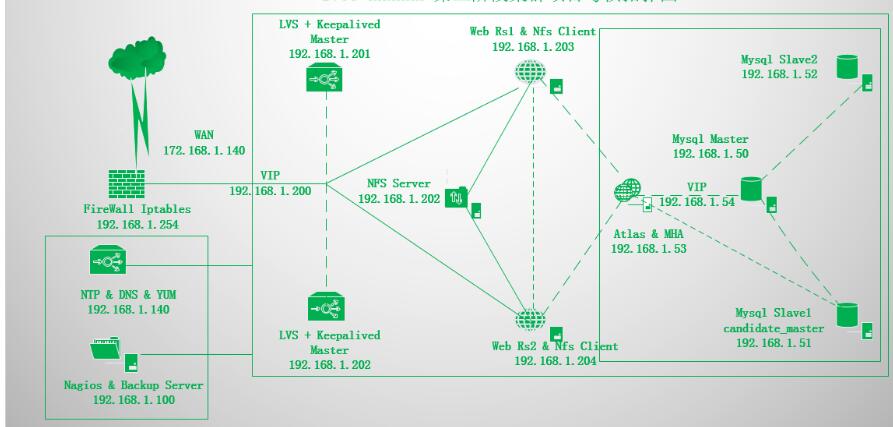 LVS + Keepalived
Master
192.168.1.201
Web Rs1 & Nfs Client
192.168.1.203
Mysql Slave2
192.168.1.52
WAN
172.168.1.140
Mysql Master
192.168.1.50
VIP
192.168.1.200
NFS Server
192.168.1.202
VIP
192.168.1.54
FireWall Iptables
192.168.1.254
Atlas & MHA
192.168.1.53
NTP & DNS & YUM
192.168.1.140
LVS + Keepalived
Master
192.168.1.202
Web Rs2 & Nfs Client
192.168.1.204
Mysql Slave1
candidate_master
192.168.1.51
Nagios & Backup Server
192.168.1.100